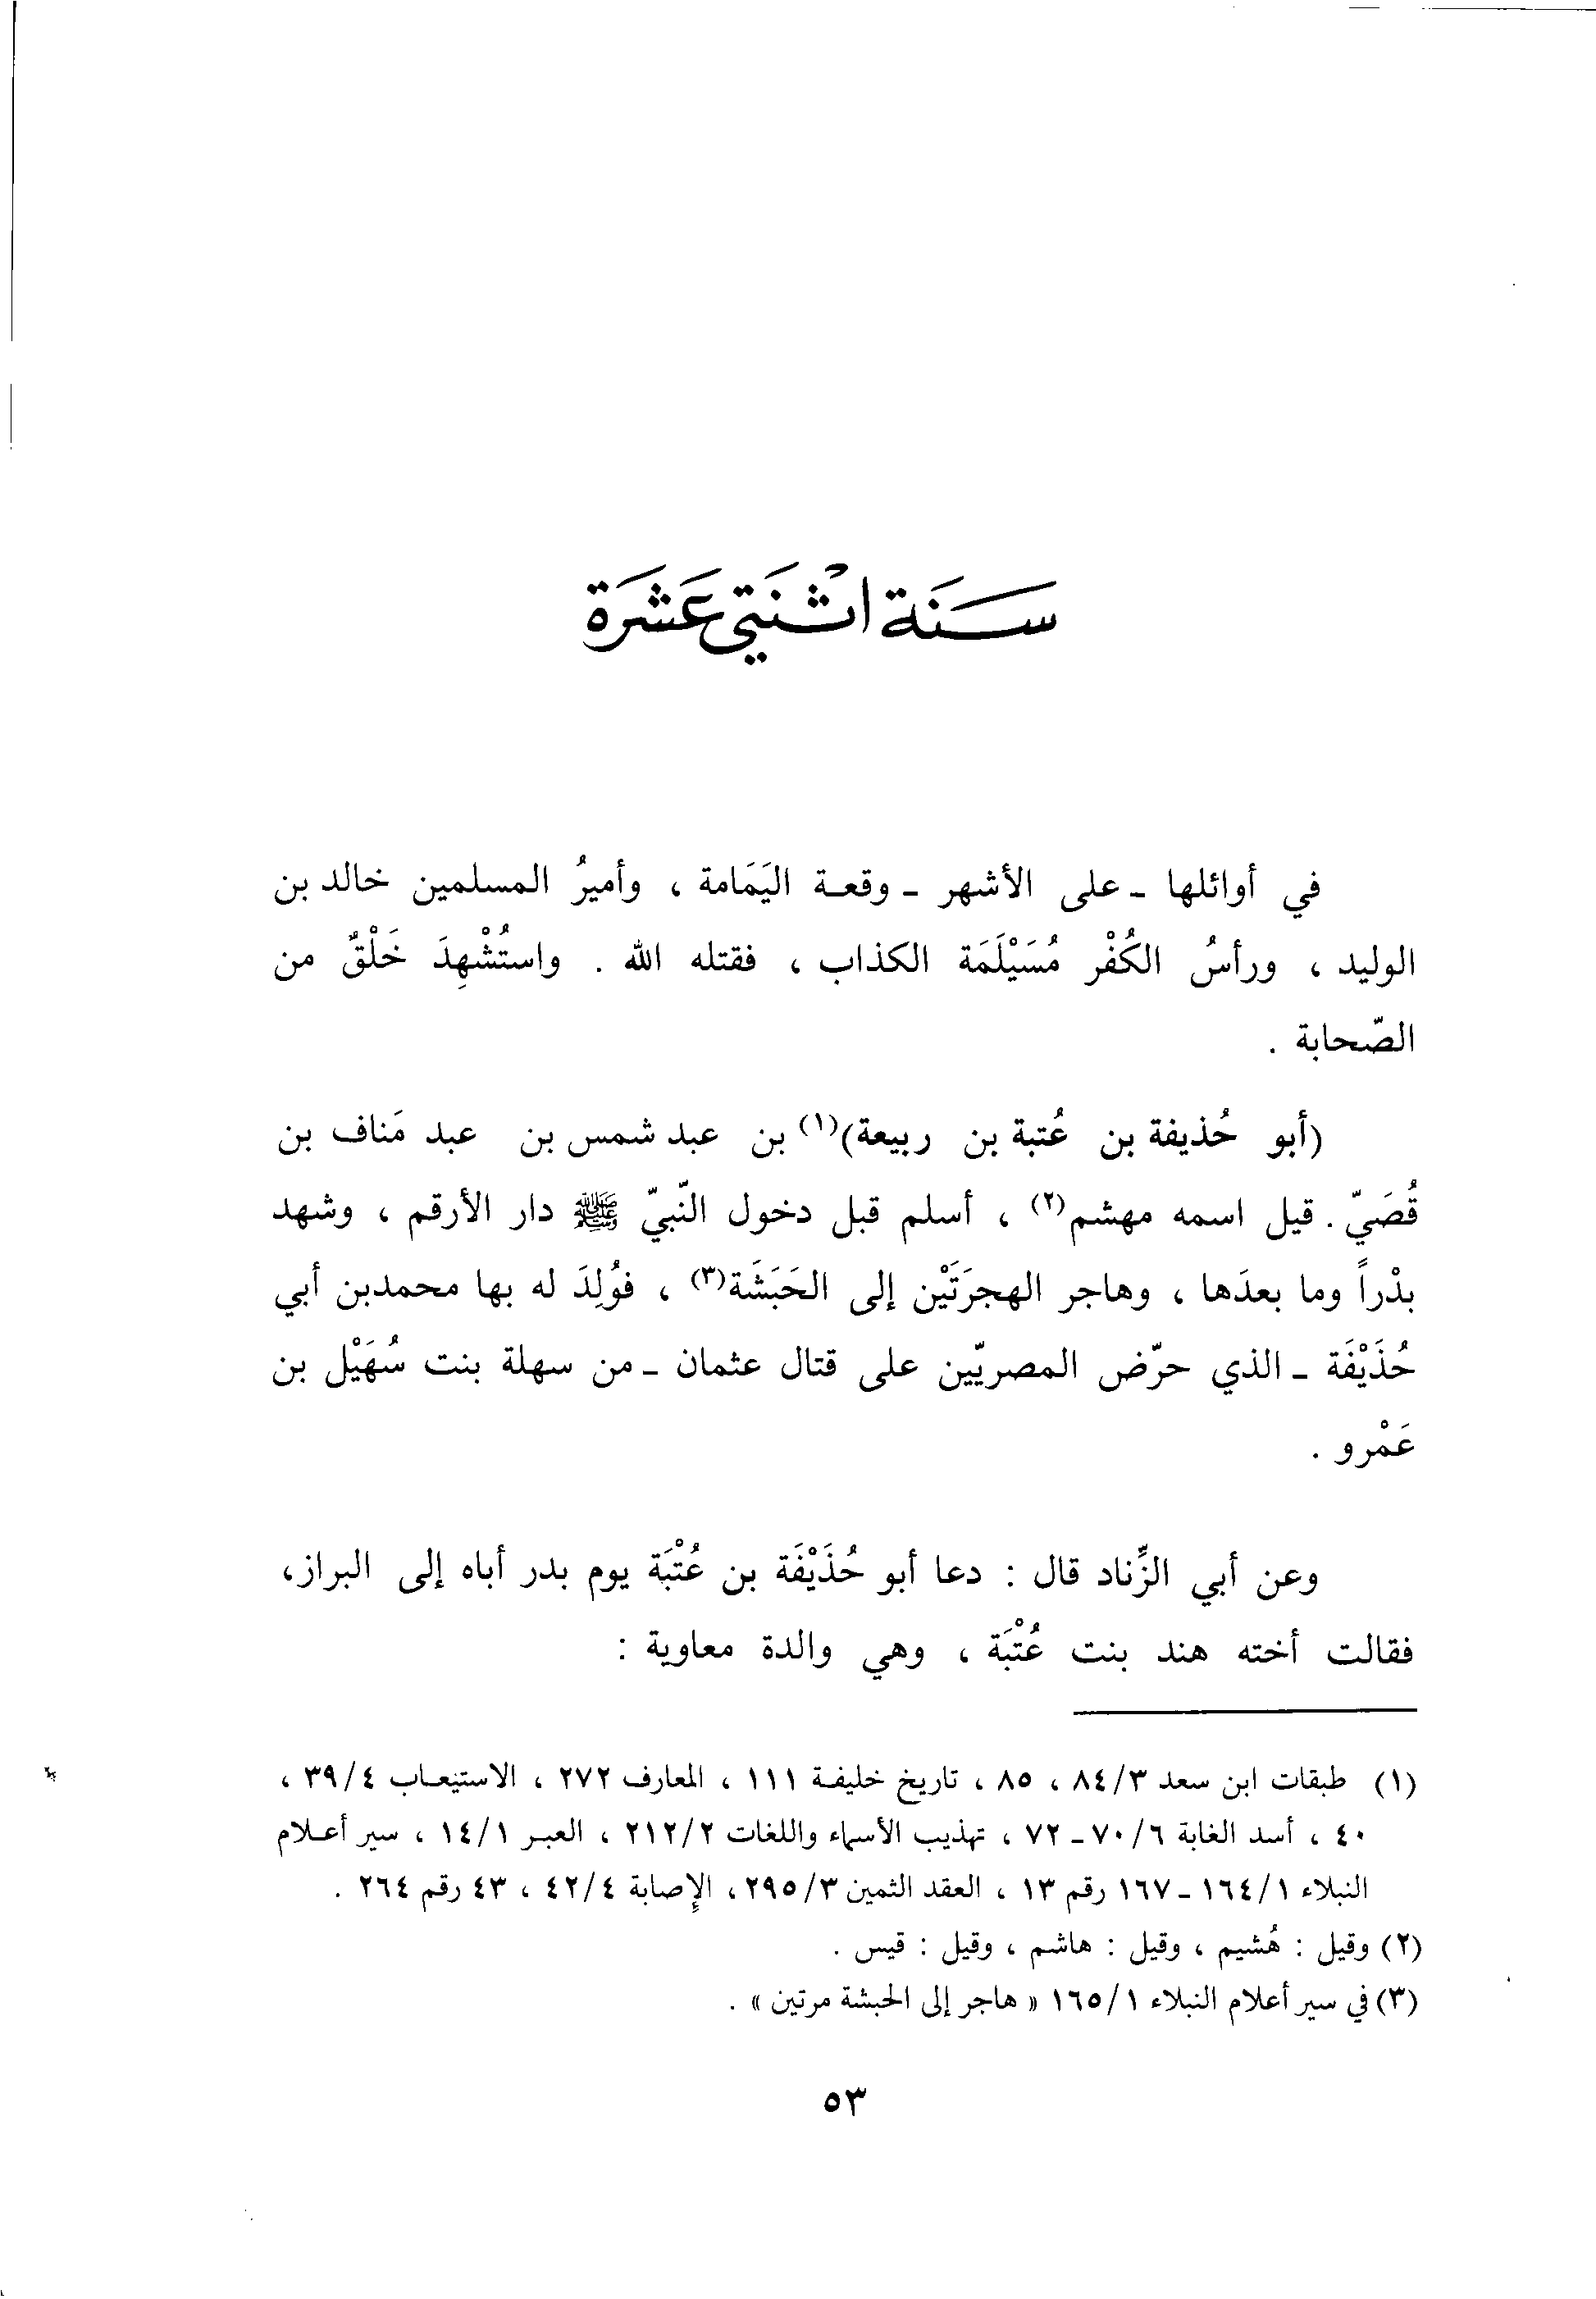 سَنَة اثْنَتَي عَشَرَة
في أوائلها ـ على الأشهر ـ وقعة اليَمَامة ، وأميرُ المسلمين خالد بن
الوليد ، ورأسُ الكُفْر مُسَيْلَمَة الكذاب ، فقتله الله . واستُشْهِدَ خَلْقٌ من
الصّحابة .
(أبو حُذيفة بن عُتبة بن ربيعة)(١) بن عبد شمس بن عبد مَناف بن
قُصَيّ . قيل اسمه مهشم(٢) ، أسلم قبل دخول النّبيّ ﷺ دار الأرقم ، وشهد
بدْراً وما بعدَها ، وهاجر الهجرَتَيْن إلى الحَبَشَة(٣) ، فوُلِدَ له بها محمدبن أبي
حُذَيْفَة ـ الذي حرّض المصريّين على قتال عثمان ـ من سهلة بنت سُهَيْل بن
عَمْرو .
وعن أبي الزِّناد قال : دعا أبو حُذَيْفَة بن عُتْبَة يوم بدر أباه إلى البراز،
فقالت أخته هند بنت عُتْبَة ، وهي والدة معاوية :
(١) طبقات ابن سعد ٨٤/٣ ، ٨٥ ، تاريخ خليفة ١١١ ، المعارف ٢٧٢ ، الاستيعاب ٣٩/٤ ،
٤٠ ، أسد الغابة ٧٠/٦ ـ ٧٢ ، تهذيب الأسماء واللغات ٢١٢/٢ ، العبر ١٤/١ ، سير أعلام
النبلاء ١٦٤/١ ـ ١٦٧ رقم ١٣ ، العقد الثمين ٢٩٥/٣، الإصابة ٤٢/٤ ، ٤٣ رقم ٢٦٤ .
(٢) وقيل : هُشيم ، وقيل : هاشم ، وقيل : قيس .
(٣) في سير أعلام النبلاء ١٦٥/١ « هاجر إلى الحبشة مرتين » .
٥٣